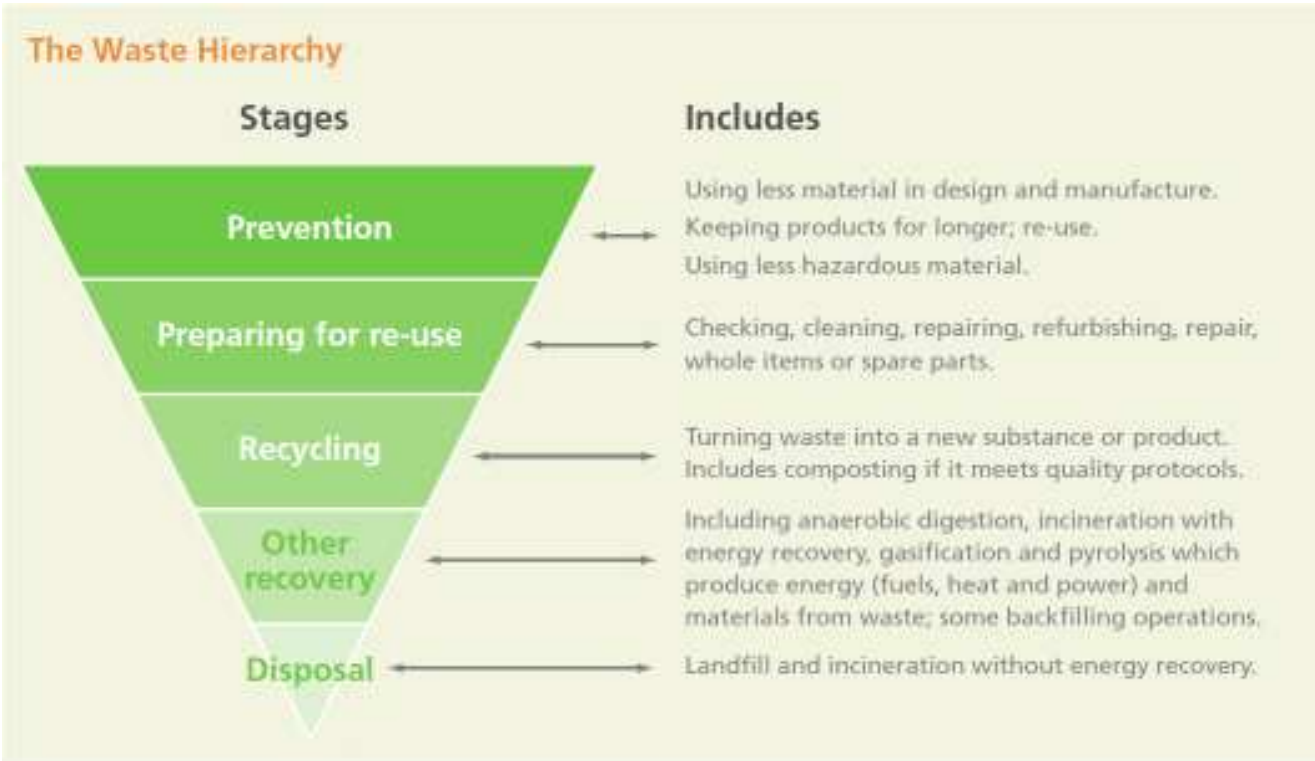 The Waste Hierarchy
Stages
Includes
Prevention
Using less material in design and manufacture.
Keeping products for longer; re-use.
Using less hazardous material.
Preparing for re-use
Checking, cleaning, repairing, refurbishing, repair,
whole items or spare parts.
Recycling
Turning waste into a new substance or product.
Includes composting if it meets quality protocols.
Other
recovery
Including anaerobic digestion, incineration with
energy recovery, gasification and pyrolysis which
produce energy (fuels, heat and power) and
materials from waste; some backfilling operations.
Disposal
Landfill and incineration without energy recovery.